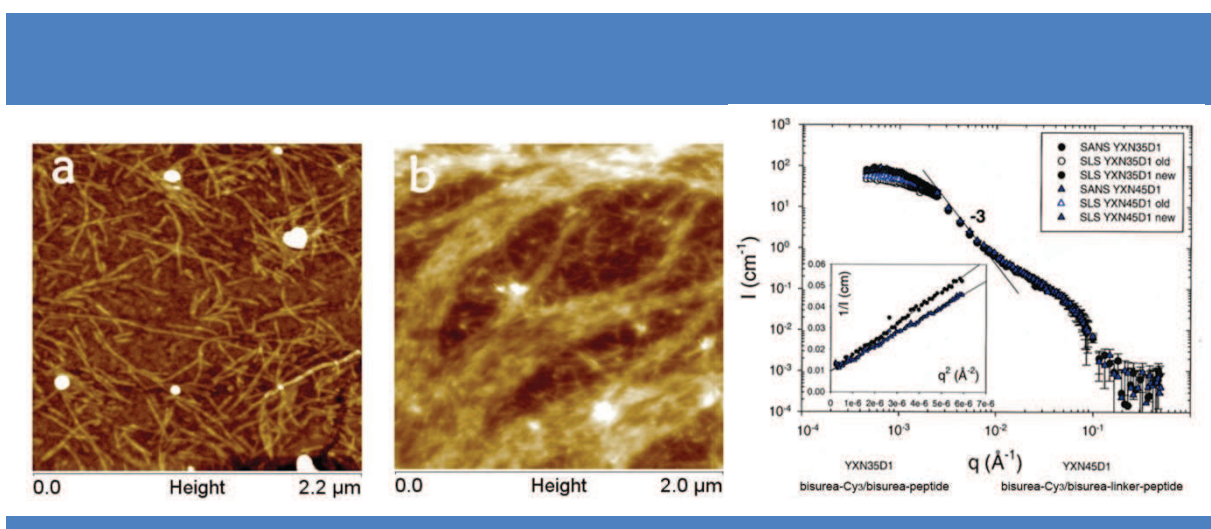 a
0.0 Height 2.2 µm
b
0.0 Height 2.0 µm
10³
10²
10¹
10⁰
10⁻¹
10⁻²
10⁻³
10⁻⁴
I (cm⁻¹)
SANS YXN35D1
SLS YXN35D1 old
SLS YXN35D1 new
SANS YXN45D1
SLS YXN45D1 old
SLS YXN45D1 new
-3
0.06
0.05
0.04
0.03
0.02
0.01
0.00
1/I (cm)
q² (Å⁻²)
0 1e-6 2e-6 3e-6 4e-6 5e-6 6e-6 7e-6
10⁻⁴ 10⁻³ 10⁻² 10⁻¹ 10⁰
q (Å⁻¹)
YXN35D1
bisurea-Cy3/bisurea-peptide
YXN45D1
bisurea-Cy3/bisurea-linker-peptide